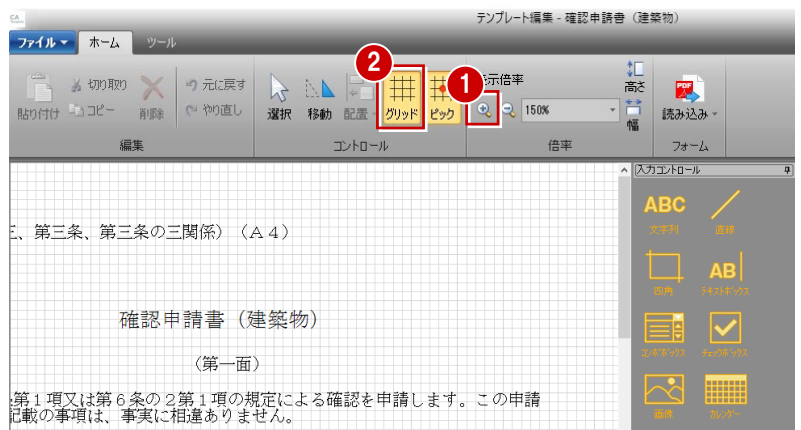 CA
テンプレート編集 - 確認申請書（建築物）
ファイル ホーム ツール
貼り付け 切り取り コピー 削除 元に戻す やり直し
編集
選択 移動 配置 グリッド ピック
コントロール
2
1
示倍率
150%
高さ
幅
倍率
PDF
読み込み
フォーム
入力コントロール
ABC
文字列
直線
四角
AB
テキストボックス
コンボボックス
チェックボックス
画像
カレンダー
、第三条、第三条の三関係）（Ａ４）
確認申請書（建築物）
（第一面）
第１項又は第６条の２第１項の規定による確認を申請します。この申請
記載の事項は、事実に相違ありません。